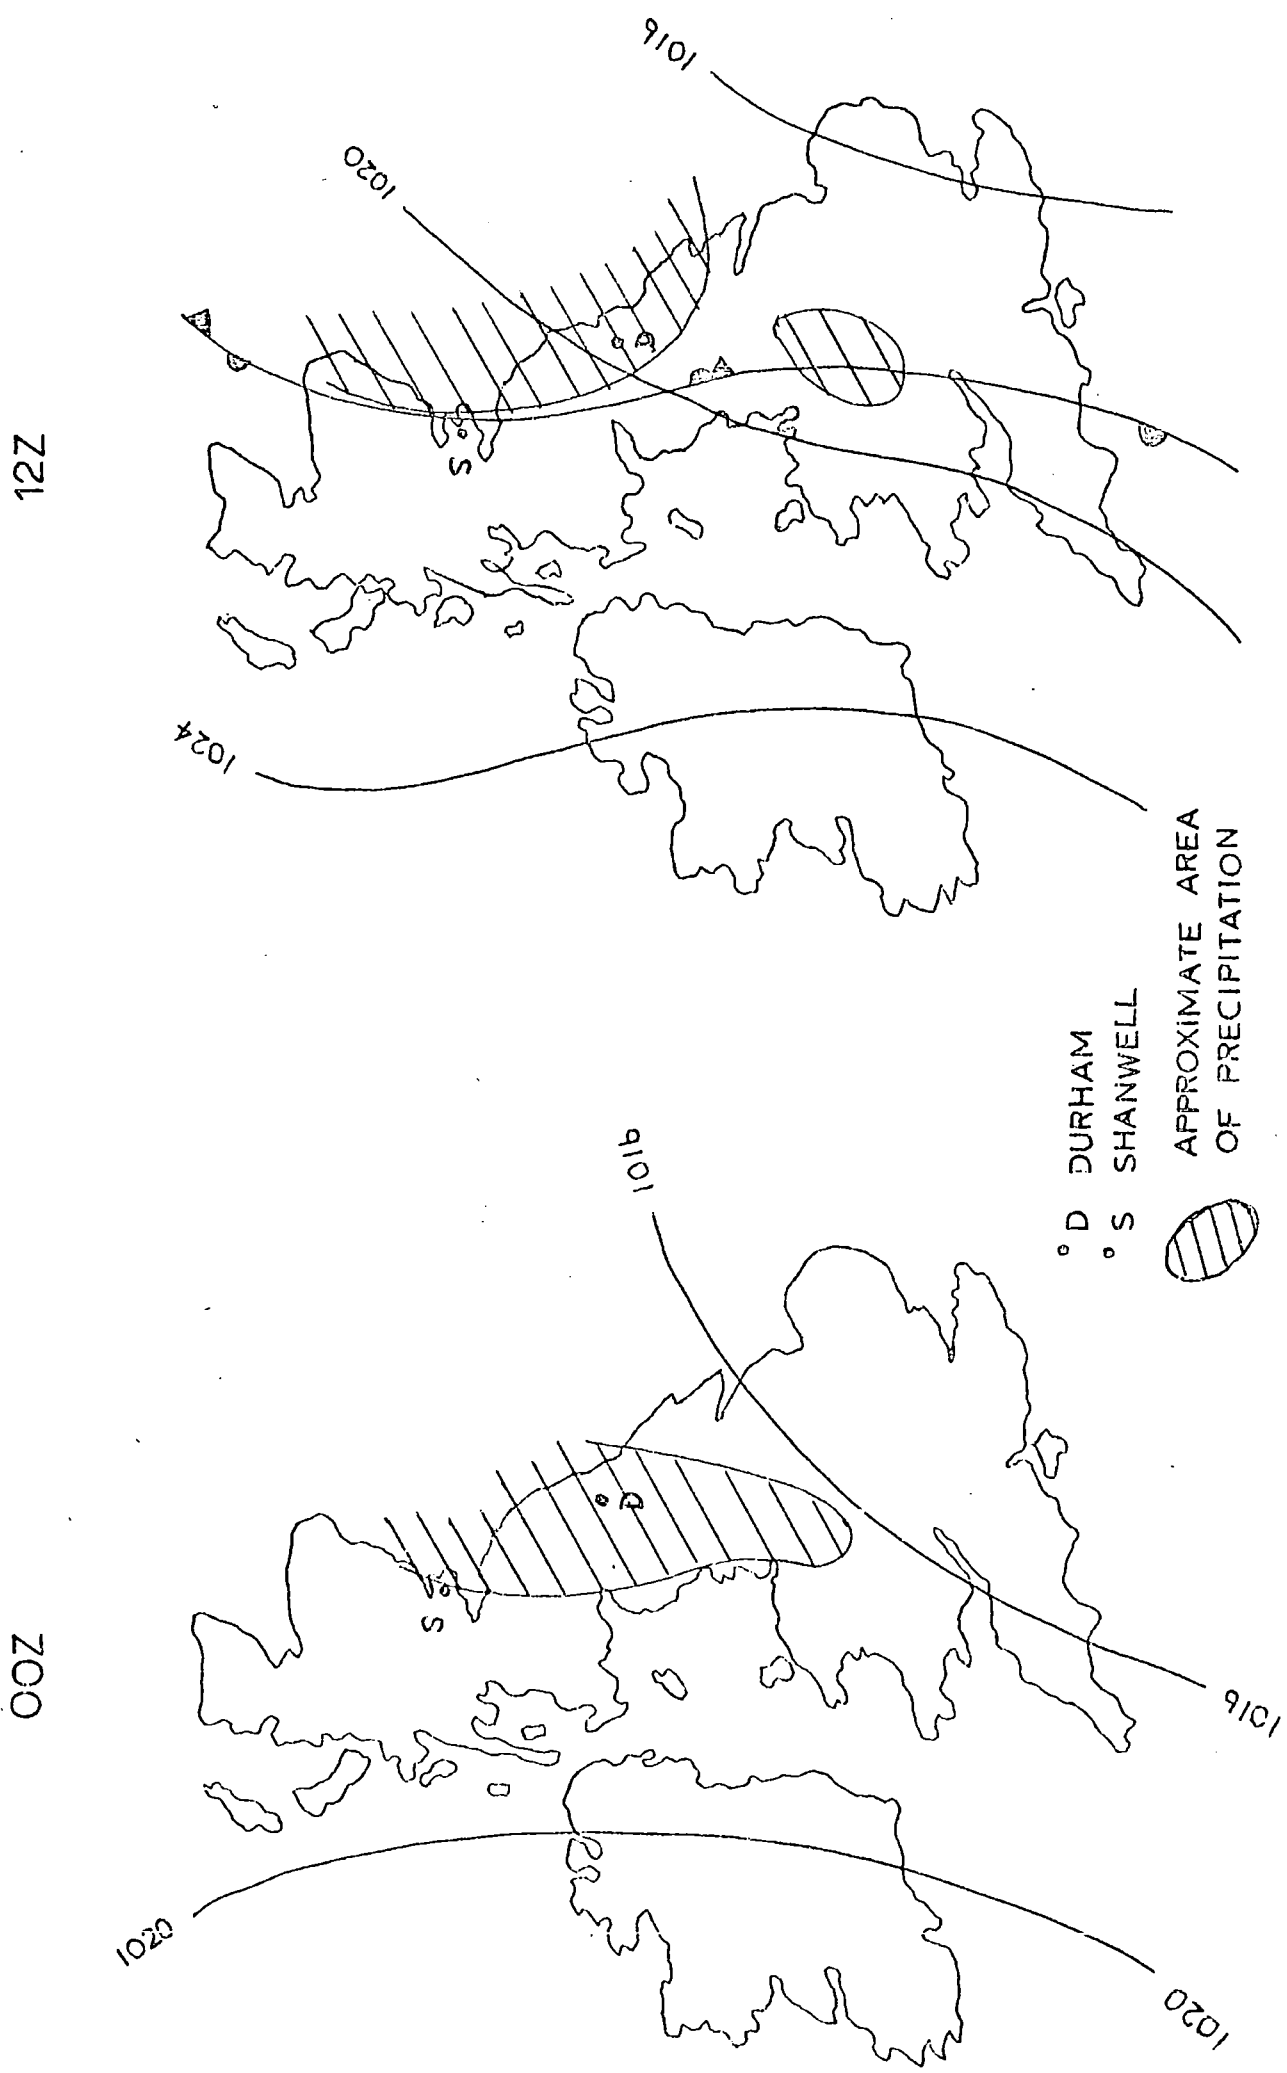 00Z
1020
1016
S
D
1020
1016
12Z
1024
1020
1016
S
D
D DURHAM
S SHANWELL
APPROXIMATE AREA
OF PRECIPITATION